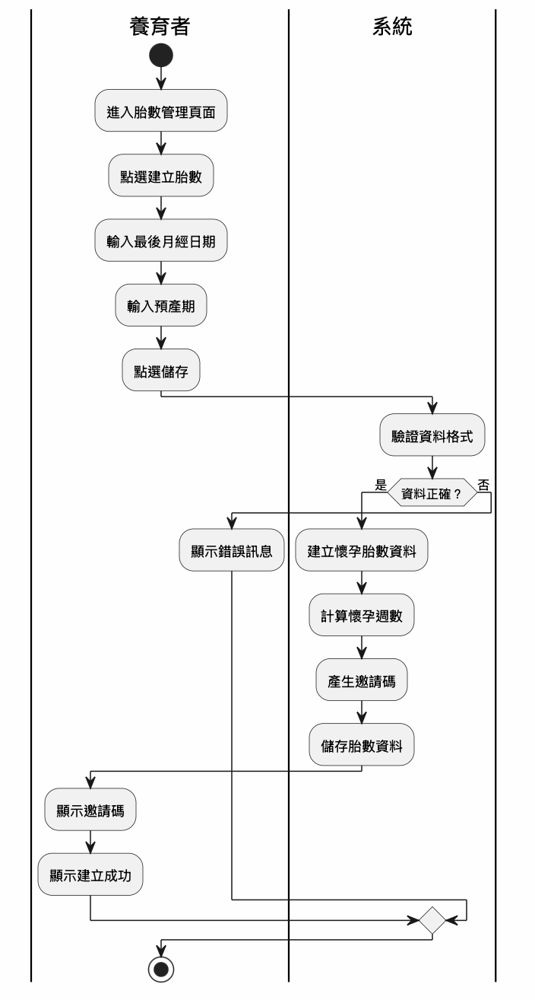 養育者
系統
進入胎數管理頁面
點選建立胎數
輸入最後月經日期
輸入預產期
點選儲存
驗證資料格式
是
資料正確？
否
顯示錯誤訊息
建立懷孕胎數資料
計算懷孕週數
產生邀請碼
儲存胎數資料
顯示邀請碼
顯示建立成功